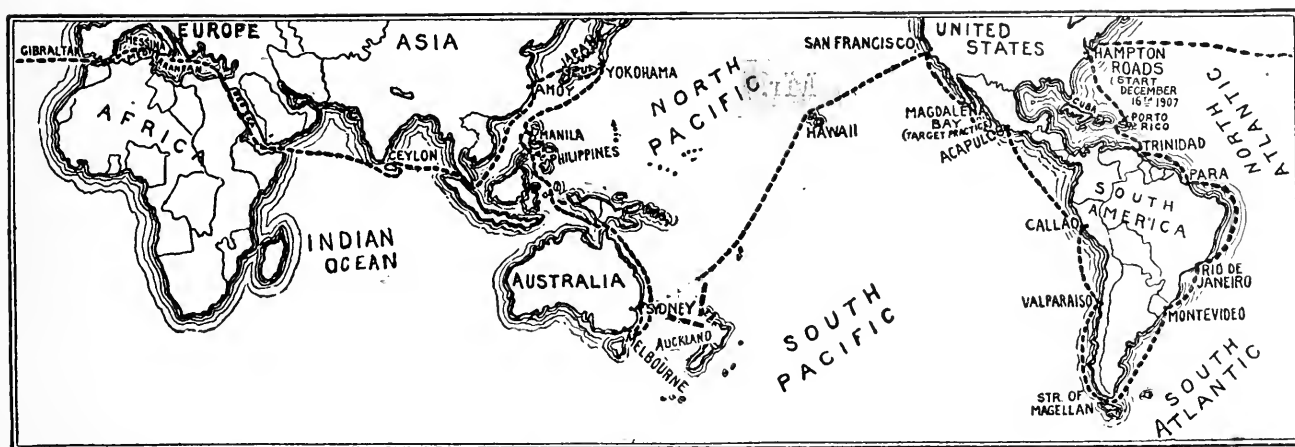 EUROPE
ASIA
GIBRALTAR
MESSINA
AFRICA
CEYLON
INDIAN
OCEAN
JAPAN
YOKOHAMA
AMOY
MANILA
PHILIPPINES
AUSTRALIA
SYDNEY
MELBOURNE
AUCKLAND
NORTH
PACIFIC
SOUTH
PACIFIC
HAWAII
SAN FRANCISCO
UNITED
STATES
MAGDALEN
BAY
(TARGET PRACTICE)
ACAPULCO
HAMPTON
ROADS
START
DECEMBER
16TH 1907
CUBA
PORTO
RICO
TRINIDAD
PARA
NORTH
ATLANTIC
SOUTH
AMERICA
CALLAO
RIO DE
JANEIRO
VALPARAISO
MONTEVIDEO
STR. OF
MAGELLAN
SOUTH
ATLANTIC